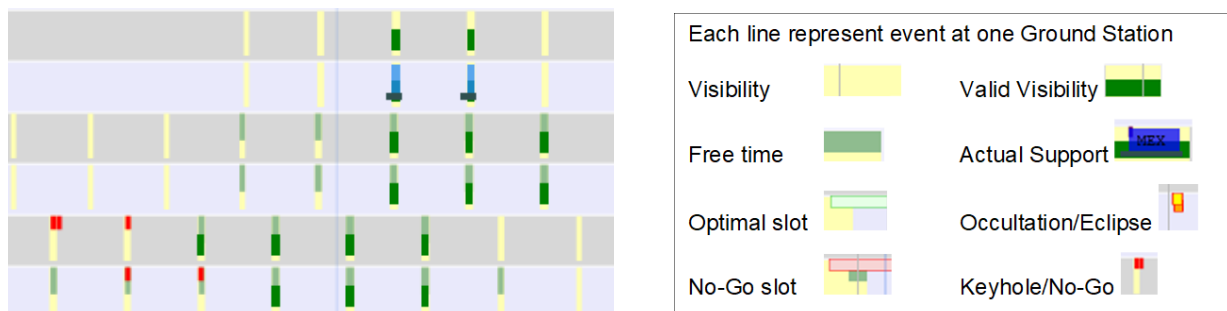 Each line represent event at one Ground Station
Visibility
Valid Visibility
Free time
Actual Support
MEX
Optimal slot
Occultation/Eclipse
No-Go slot
Keyhole/No-Go